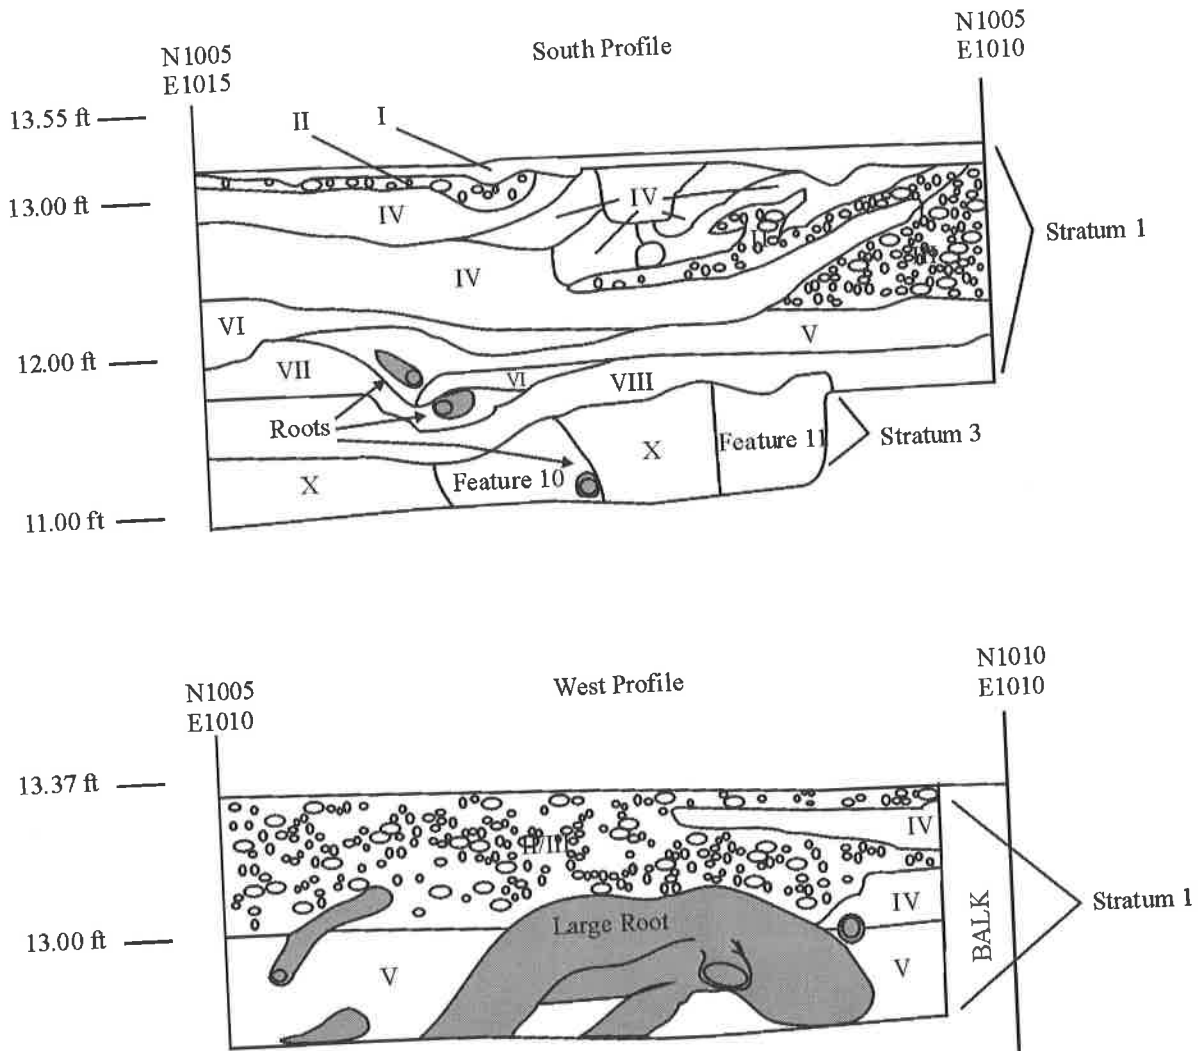 South Profile
N1005
E1015
N1005
E1010
13.55 ft
II
I
13.00 ft
IV
IV
II
Stratum 1
IV
VI
V
12.00 ft
VII
VI
VIII
Roots
X
Feature 11
Stratum 3
X
Feature 10
11.00 ft
West Profile
N1005
E1010
N1010
E1010
13.37 ft
II/III
IV
IV
BALK
Stratum 1
Large Root
13.00 ft
V
V